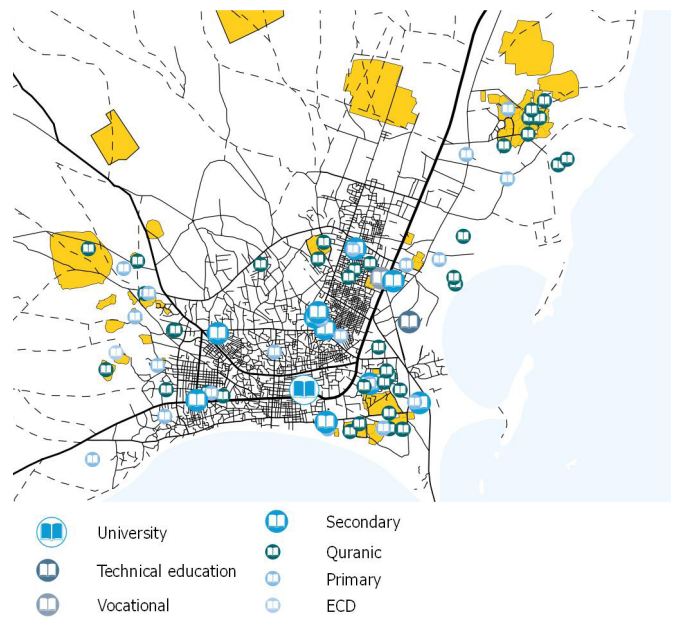 University
Technical education
Vocational
Secondary
Quranic
Primary
ECD